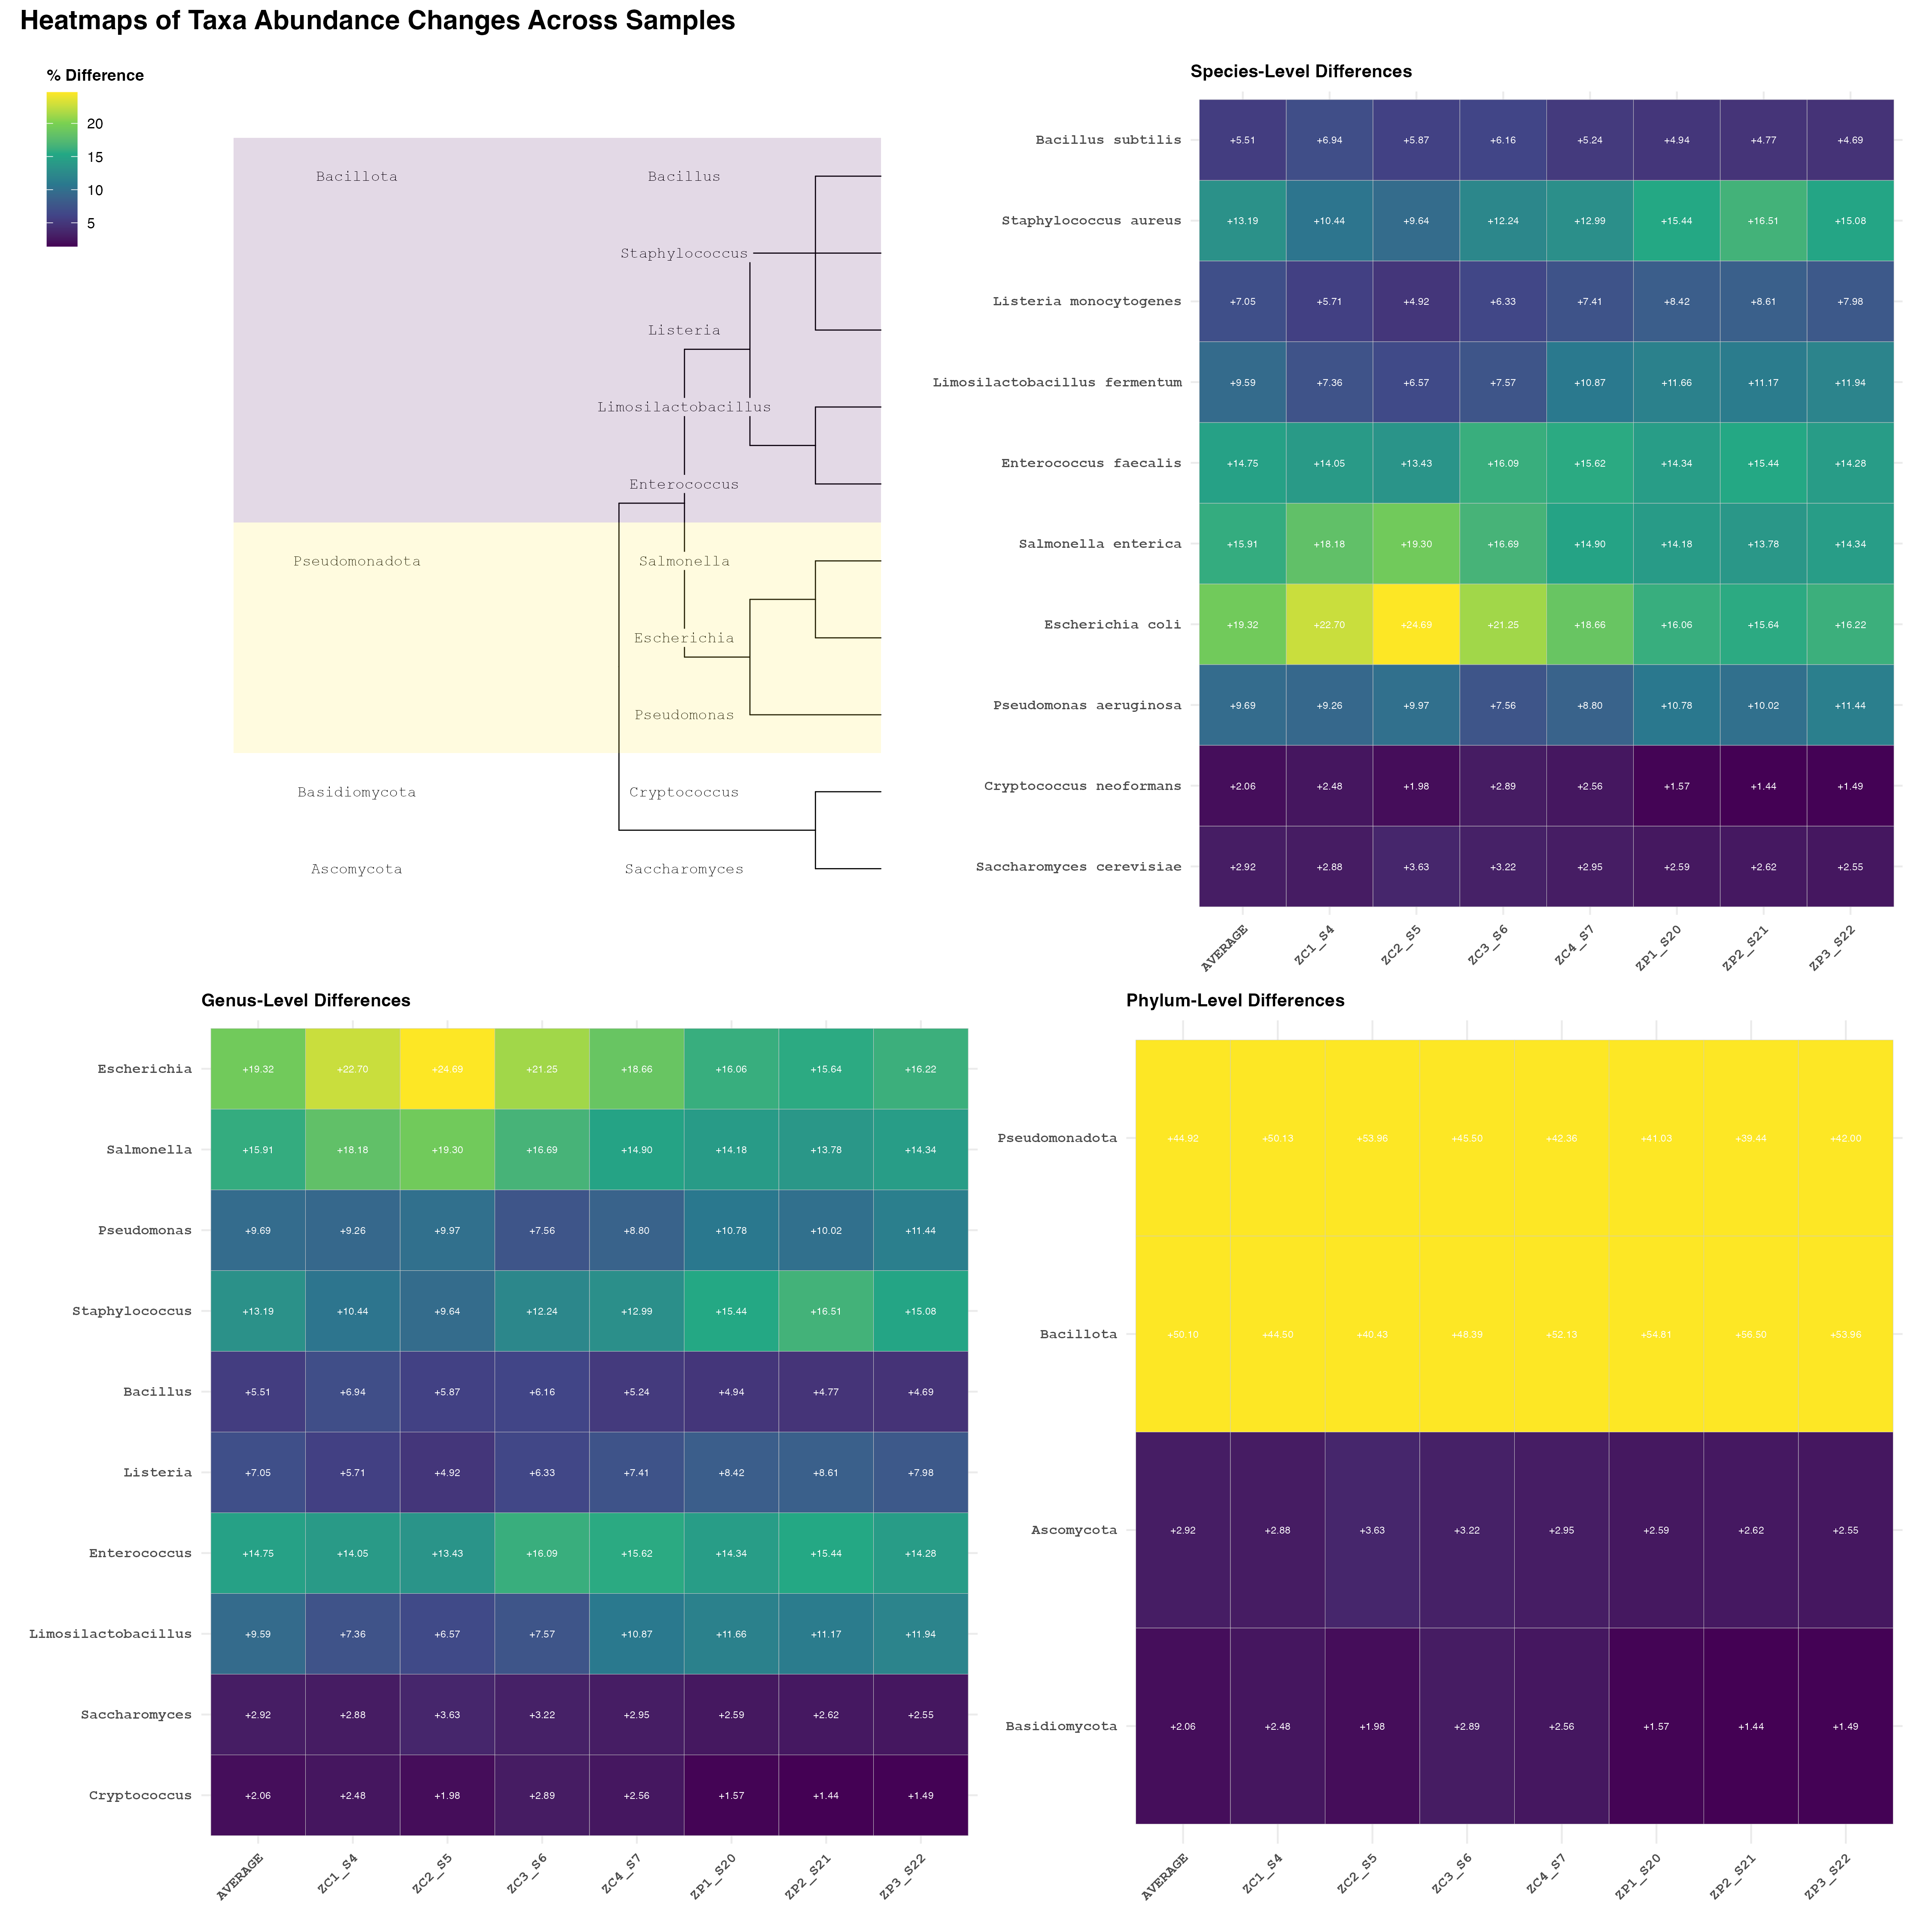 Heatmaps of Taxa Abundance Changes Across Samples
% Difference
20
15
10
5
Bacillota Bacillus
Staphylococcus
Listeria
Limosilactobacillus
Enterococcus
Pseudomonadota Salmonella
Escherichia
Pseudomonas
Basidiomycota Cryptococcus
Ascomycota Saccharomyces
Species-Level Differences
Bacillus subtilis +5.51 +6.94 +5.87 +6.16 +5.24 +4.94 +4.77 +4.69
Staphylococcus aureus +13.19 +10.44 +9.64 +12.24 +12.99 +15.44 +16.51 +15.08
Listeria monocytogenes +7.05 +5.71 +4.92 +6.33 +7.41 +8.42 +8.61 +7.98
Limosilactobacillus fermentum +9.59 +7.36 +6.57 +7.57 +10.87 +11.66 +11.17 +11.94
Enterococcus faecalis +14.75 +14.05 +13.43 +16.09 +15.62 +14.34 +15.44 +14.28
Salmonella enterica +15.91 +18.18 +19.30 +16.69 +14.90 +14.18 +13.78 +14.34
Escherichia coli +19.32 +22.70 +24.69 +21.25 +18.66 +16.06 +15.64 +16.22
Pseudomonas aeruginosa +9.69 +9.26 +9.97 +7.56 +8.80 +10.78 +10.02 +11.44
Cryptococcus neoformans +2.06 +2.48 +1.98 +2.89 +2.56 +1.57 +1.44 +1.49
Saccharomyces cerevisiae +2.92 +2.88 +3.63 +3.22 +2.95 +2.59 +2.62 +2.55
AVERAGE ZC1_S4 ZC2_S5 ZC3_S6 ZC4_S7 ZP1_S20 ZP2_S21 ZP3_S22
Genus-Level Differences
Escherichia +19.32 +22.70 +24.69 +21.25 +18.66 +16.06 +15.64 +16.22
Salmonella +15.91 +18.18 +19.30 +16.69 +14.90 +14.18 +13.78 +14.34
Pseudomonas +9.69 +9.26 +9.97 +7.56 +8.80 +10.78 +10.02 +11.44
Staphylococcus +13.19 +10.44 +9.64 +12.24 +12.99 +15.44 +16.51 +15.08
Bacillus +5.51 +6.94 +5.87 +6.16 +5.24 +4.94 +4.77 +4.69
Listeria +7.05 +5.71 +4.92 +6.33 +7.41 +8.42 +8.61 +7.98
Enterococcus +14.75 +14.05 +13.43 +16.09 +15.62 +14.34 +15.44 +14.28
Limosilactobacillus +9.59 +7.36 +6.57 +7.57 +10.87 +11.66 +11.17 +11.94
Saccharomyces +2.92 +2.88 +3.63 +3.22 +2.95 +2.59 +2.62 +2.55
Cryptococcus +2.06 +2.48 +1.98 +2.89 +2.56 +1.57 +1.44 +1.49
AVERAGE ZC1_S4 ZC2_S5 ZC3_S6 ZC4_S7 ZP1_S20 ZP2_S21 ZP3_S22
Phylum-Level Differences
Pseudomonadota +44.92 +50.13 +53.96 +45.50 +42.36 +41.03 +39.44 +42.00
Bacillota +50.10 +44.50 +40.43 +48.39 +52.13 +54.81 +56.50 +53.96
Ascomycota +2.92 +2.88 +3.63 +3.22 +2.95 +2.59 +2.62 +2.55
Basidiomycota +2.06 +2.48 +1.98 +2.89 +2.56 +1.57 +1.44 +1.49
AVERAGE ZC1_S4 ZC2_S5 ZC3_S6 ZC4_S7 ZP1_S20 ZP2_S21 ZP3_S22